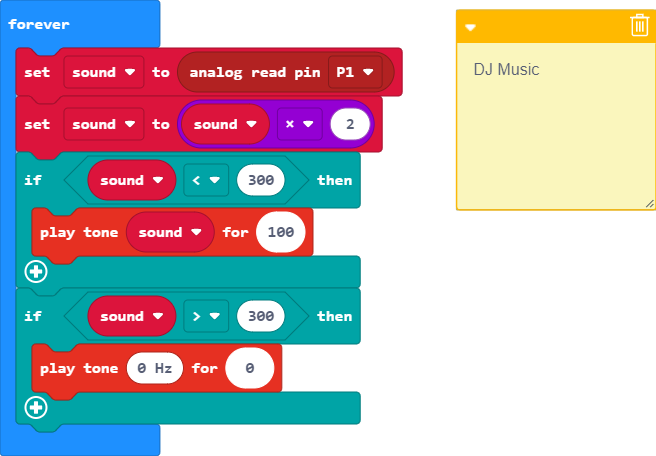 forever
set sound to analog read pin P1
set sound to sound × 2
if sound < 300 then
play tone sound for 100
if sound > 300 then
play tone 0 Hz for 0
DJ Music